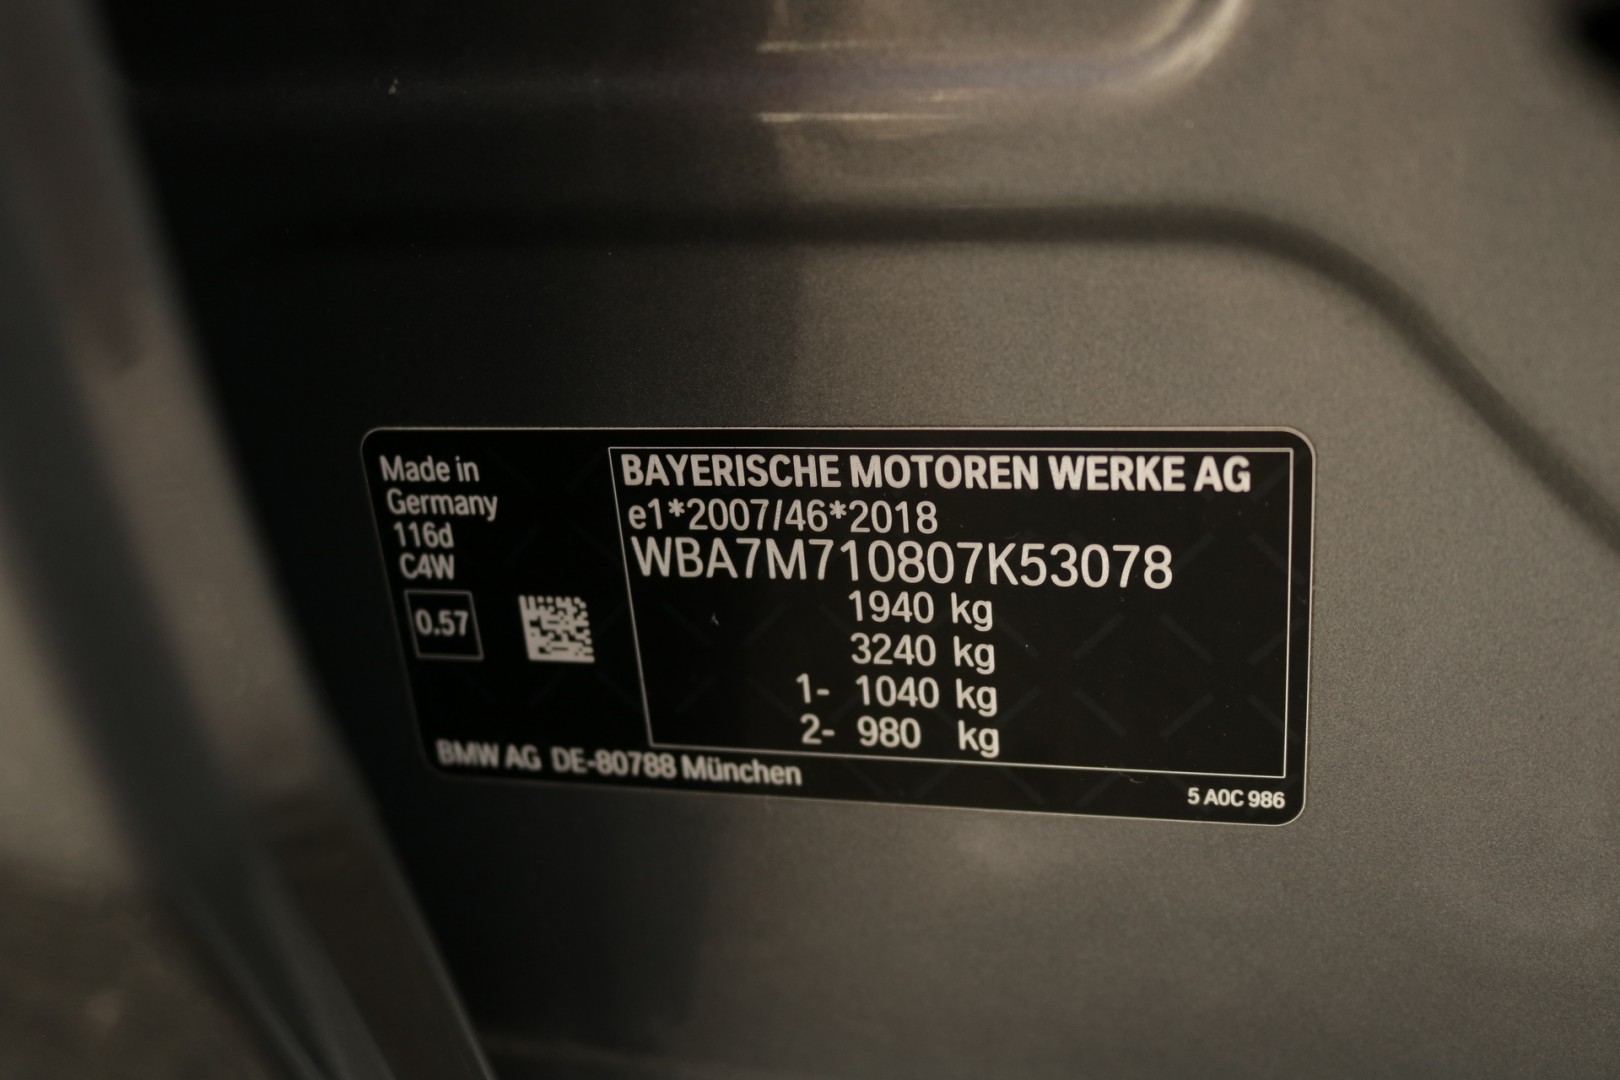 Made in
Germany
116d
C4W
0.57
BAYERISCHE MOTOREN WERKE AG
e1*2007/46*2018
WBA7M710807K53078
1940 kg
3240 kg
1- 1040 kg
2- 980 kg
BMW AG DE-80788 München
5 A0C 986